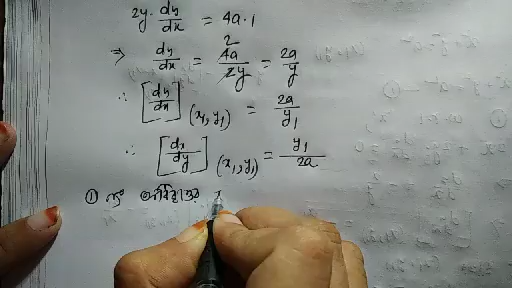 2y · dy/dx = 4a · 1
⇒ dy/dx = 4a/2y = 2a/y
∴ [dy/dx](x₁, y₁) = 2a/y₁
∴ [dx/dy](x₁, y₁) = y₁/2a
① নং